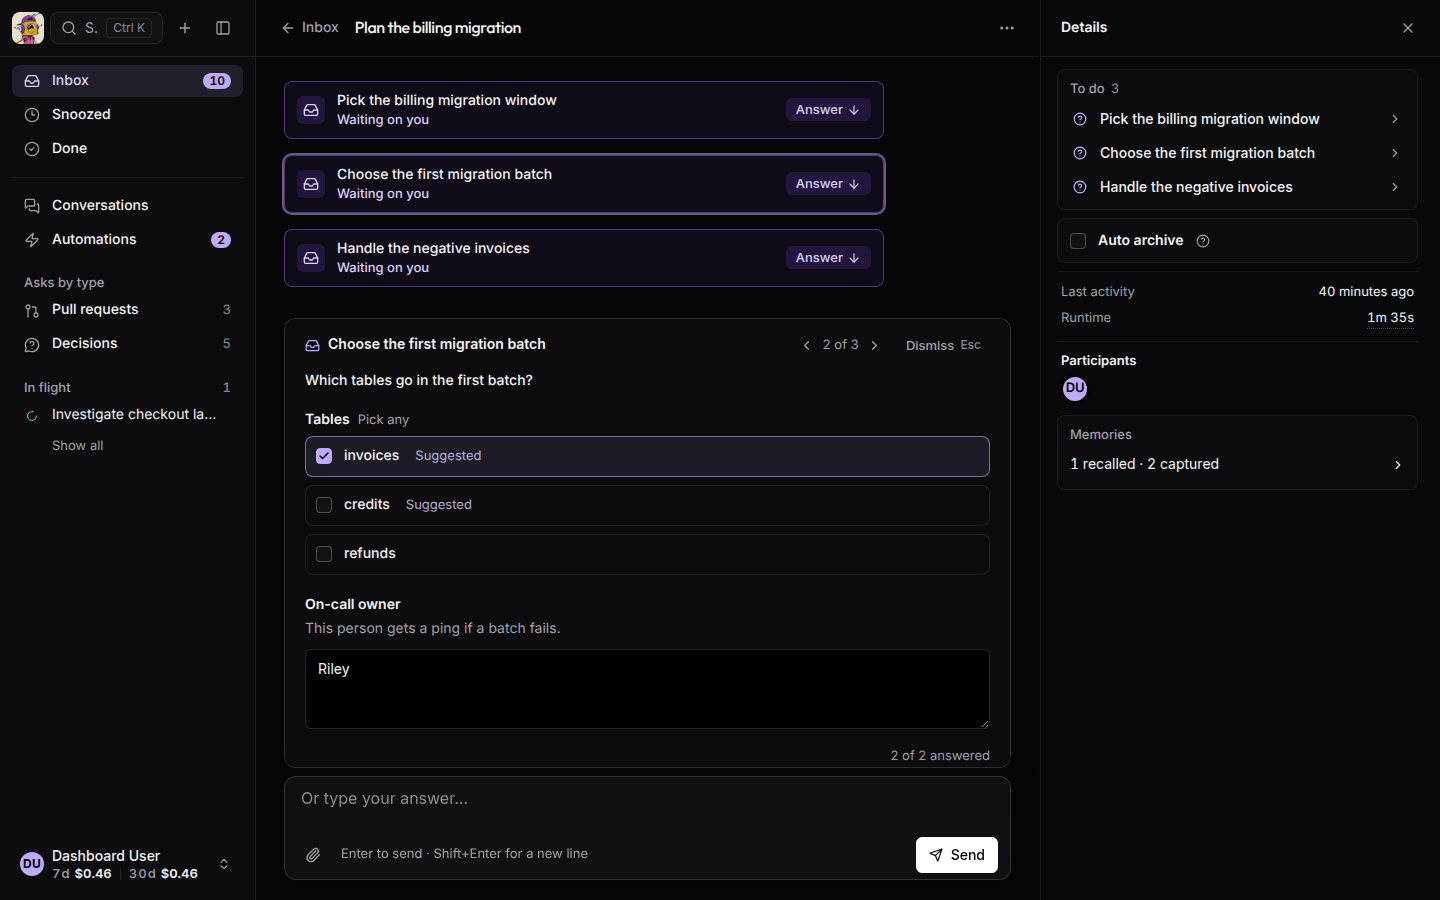 S.
Ctrl K
Inbox
10
Snoozed
Done
Conversations
Automations
2
Asks by type
Pull requests
3
Decisions
5
In flight
1
Investigate checkout la...
Show all
DU
Dashboard User
7d $0.46 | 30d $0.46
Inbox
Plan the billing migration
Pick the billing migration window
Waiting on you
Answer
Choose the first migration batch
Waiting on you
Answer
Handle the negative invoices
Waiting on you
Answer
Choose the first migration batch
2 of 3
Dismiss Esc
Which tables go in the first batch?
Tables Pick any
invoices Suggested
credits Suggested
refunds
On-call owner
This person gets a ping if a batch fails.
Riley
2 of 2 answered
Or type your answer...
Enter to send · Shift+Enter for a new line
Send
Details
To do 3
Pick the billing migration window
Choose the first migration batch
Handle the negative invoices
Auto archive
Last activity
40 minutes ago
Runtime
1m 35s
Participants
DU
Memories
1 recalled · 2 captured